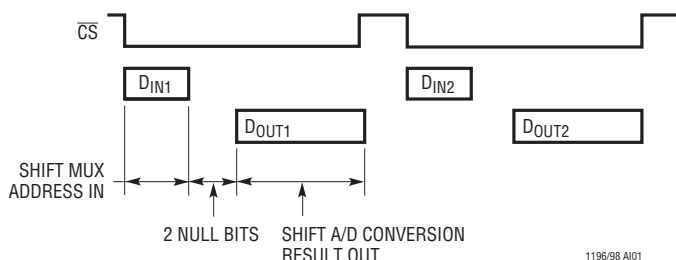 CS
DIN1
DIN2
DOUT1
DOUT2
SHIFT MUX
ADDRESS IN
2 NULL BITS
SHIFT A/D CONVERSION
RESULT OUT
1196/98 AI01